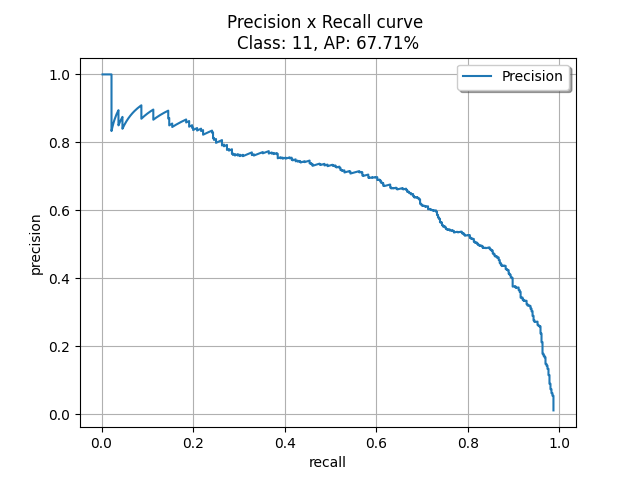 Precision x Recall curve
Class: 11, AP: 67.71%
Precision
1.0
0.8
0.6
0.4
0.2
0.0
precision
0.0 0.2 0.4 0.6 0.8 1.0
recall